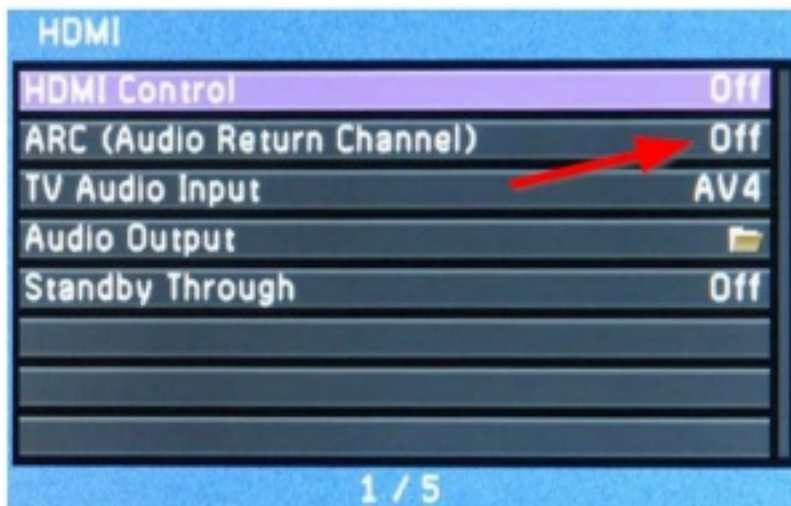 HDMI
HDMI Control Off
ARC (Audio Return Channel) Off
TV Audio Input AV4
Audio Output
Standby Through Off
1 / 5